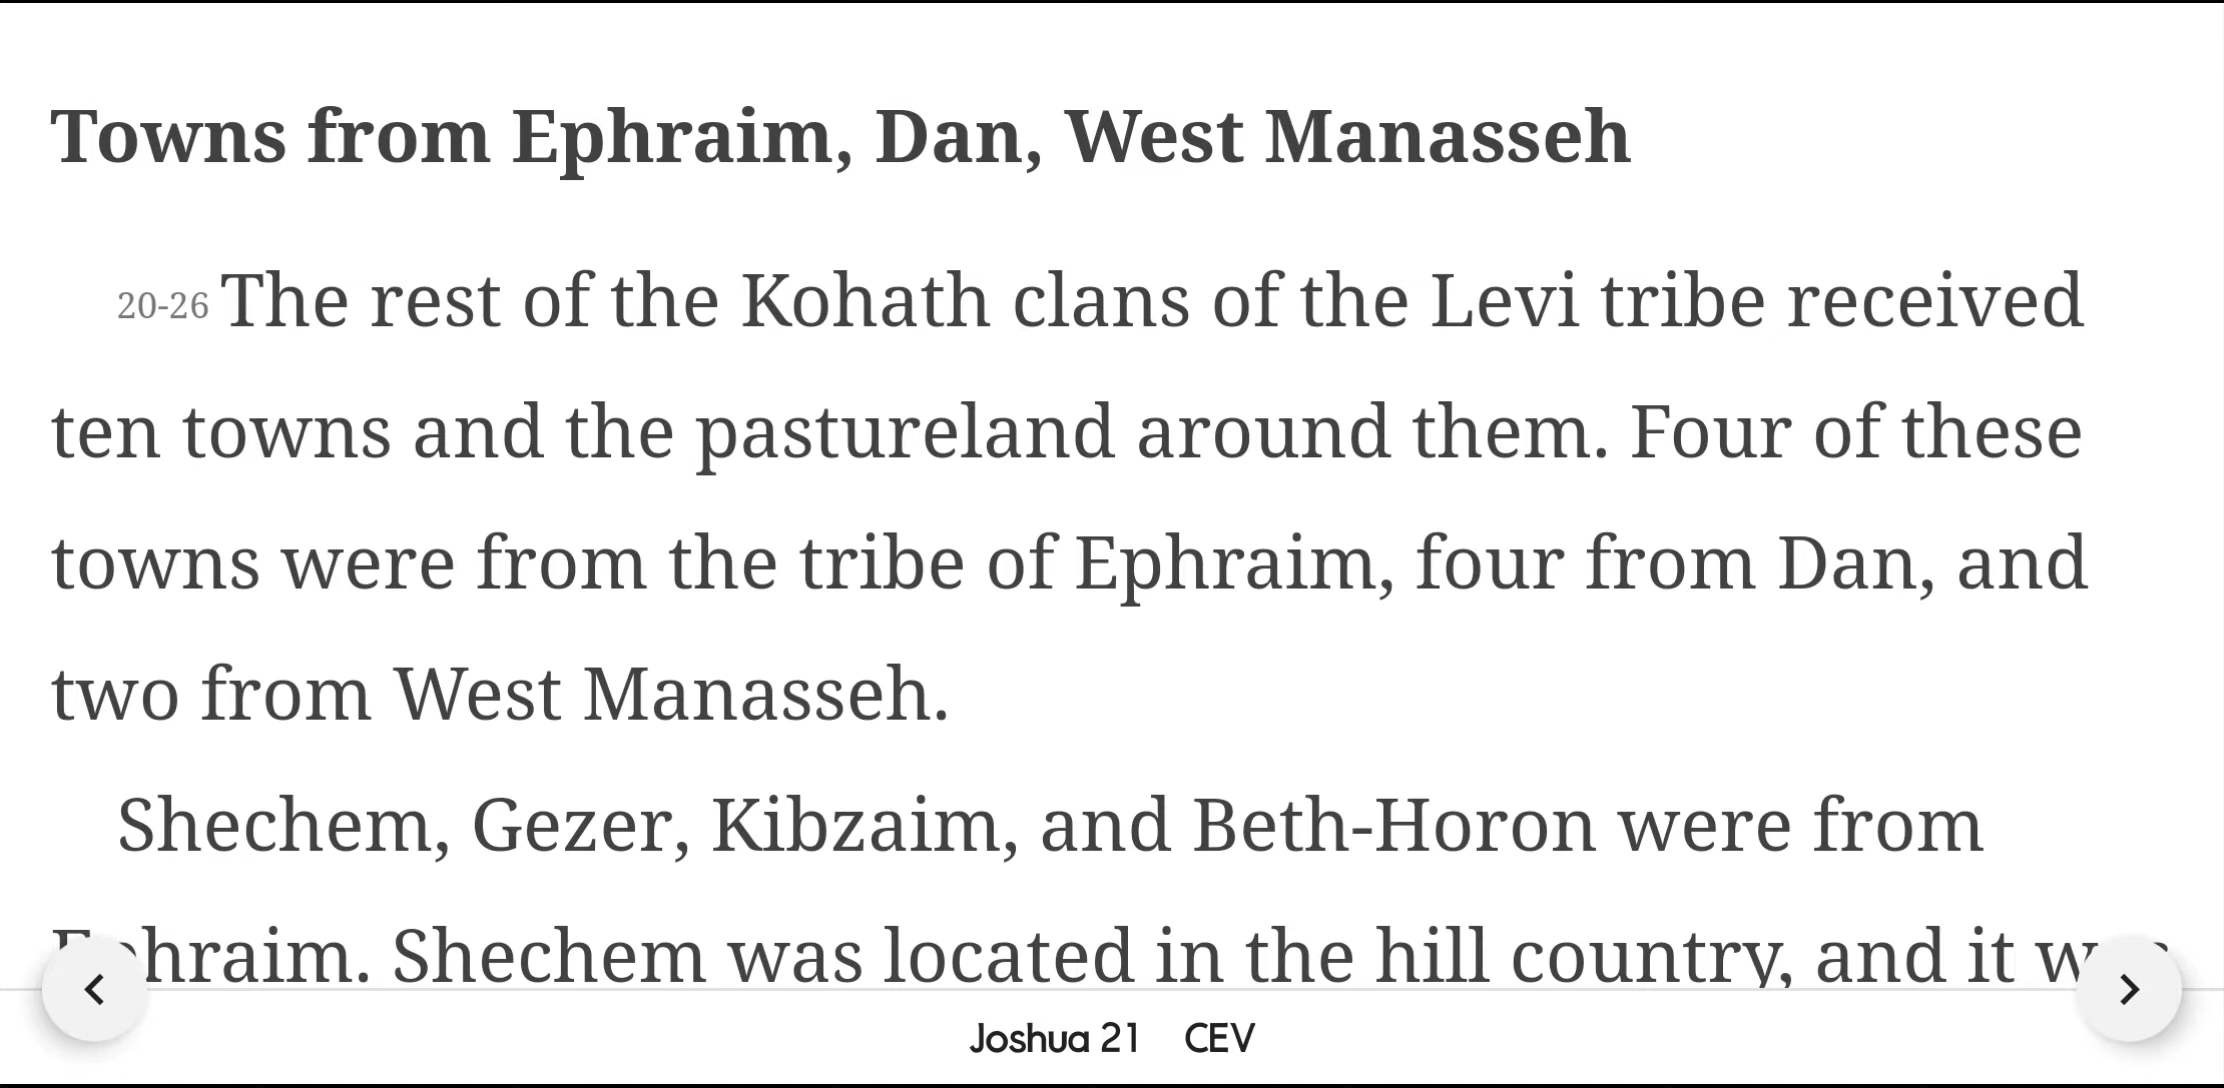 Towns from Ephraim, Dan, West Manasseh
20-26 The rest of the Kohath clans of the Levi tribe received
ten towns and the pastureland around them. Four of these
towns were from the tribe of Ephraim, four from Dan, and
two from West Manasseh.
Shechem, Gezer, Kibzaim, and Beth-Horon were from
Ephraim. Shechem was located in the hill country, and it was
Joshua 21 CEV